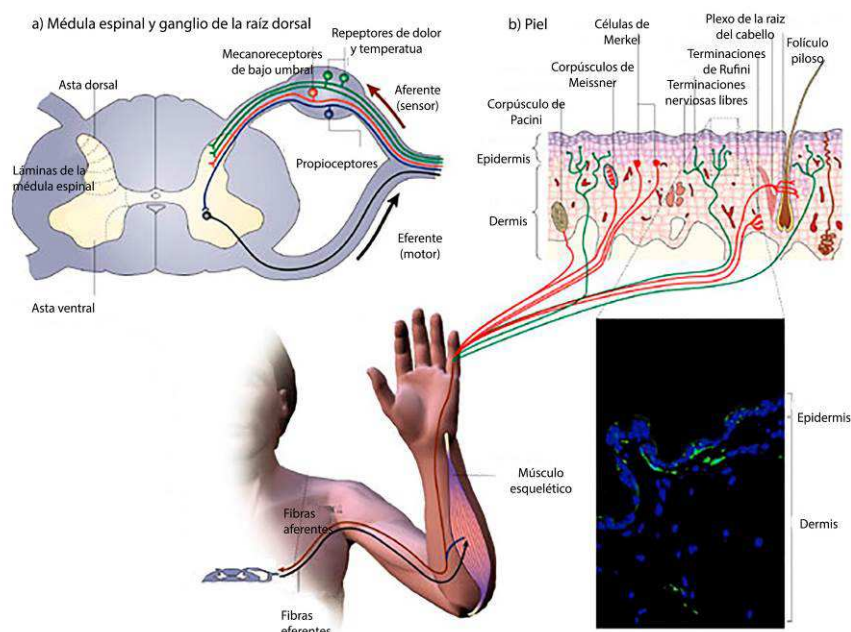 a) Médula espinal y ganglio de la raíz dorsal
Repeptores de dolor
y temperatua
Mecanoreceptores
de bajo umbral
Asta dorsal
Aferente
(sensor)
Láminas de la
médula espinal
Propioceptores
Eferente
(motor)
Asta ventral
b) Piel
Células de
Merkel
Plexo de la raiz
del cabello
Folículo
piloso
Corpúsculos de
Meissner
Terminaciones
de Rufini
Terminaciones
nerviosas libres
Corpúsculo de
Pacini
Epidermis
Dermis
Músculo
esquelético
Fibras
aferentes
Fibras
eferentes
Epidermis
Dermis